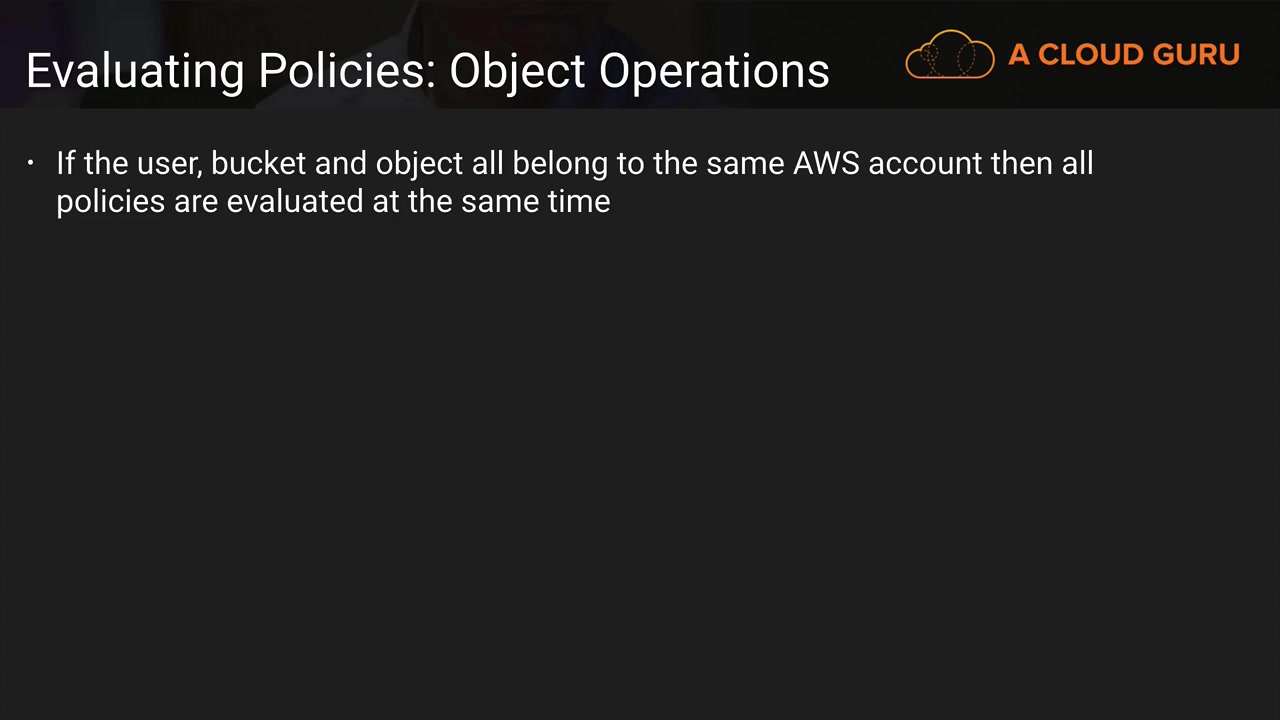 Evaluating Policies: Object Operations
A CLOUD GURU
• If the user, bucket and object all belong to the same AWS account then all
policies are evaluated at the same time